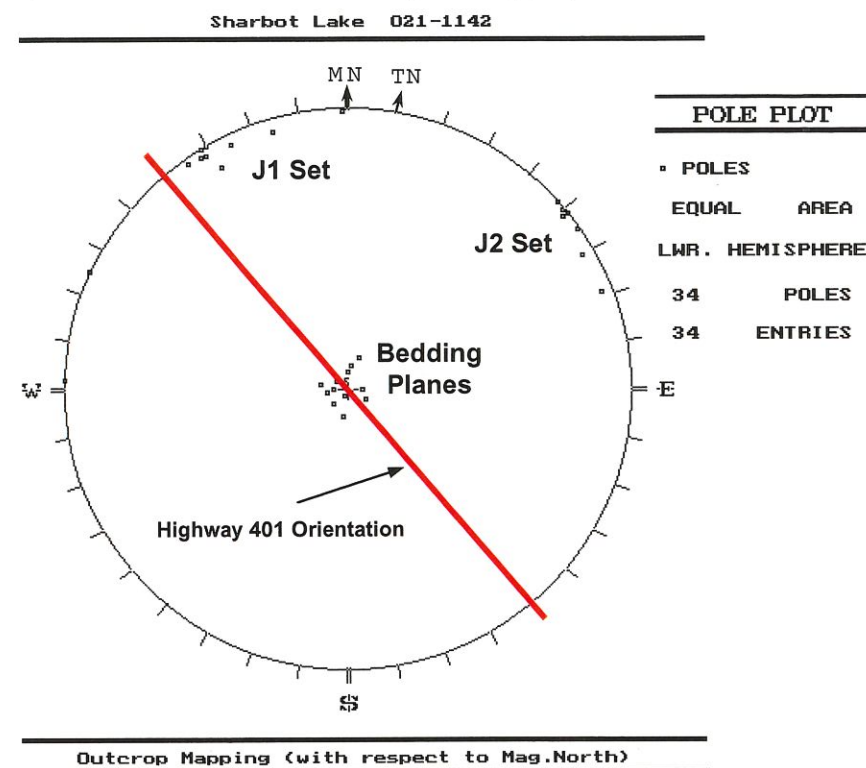 Sharbot Lake 021-1142
MN TN
POLE PLOT
POLES
EQUAL AREA
LWR. HEMISPHERE
34 POLES
34 ENTRIES
J1 Set
J2 Set
Bedding
Planes
W
E
Highway 401 Orientation
S
Outcrop Mapping (with respect to Mag.North)